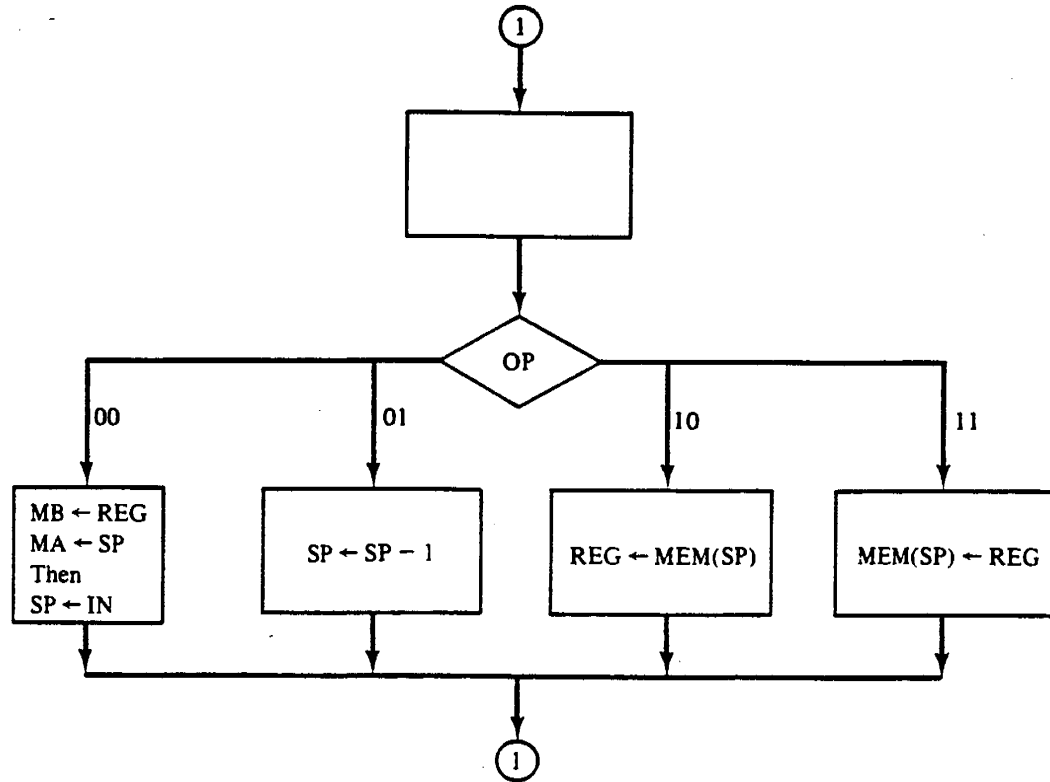 1
OP
00
01
10
11
MB ← REG
MA ← SP
Then
SP ← IN
SP ← SP − 1
REG ← MEM(SP)
MEM(SP) ← REG
1